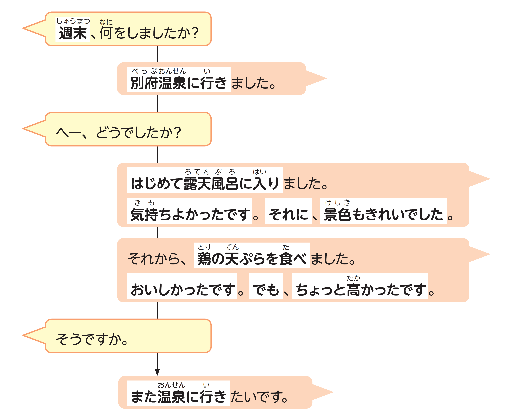 週末、何をしましたか？
別府温泉に行きました。
へー、どうでしたか？
はじめて露天風呂に入りました。
気持ちよかったです。それに、景色もきれいでした。
それから、鶏の天ぷらを食べました。
おいしかったです。でも、ちょっと高かったです。
そうですか。
また温泉に行きたいです。